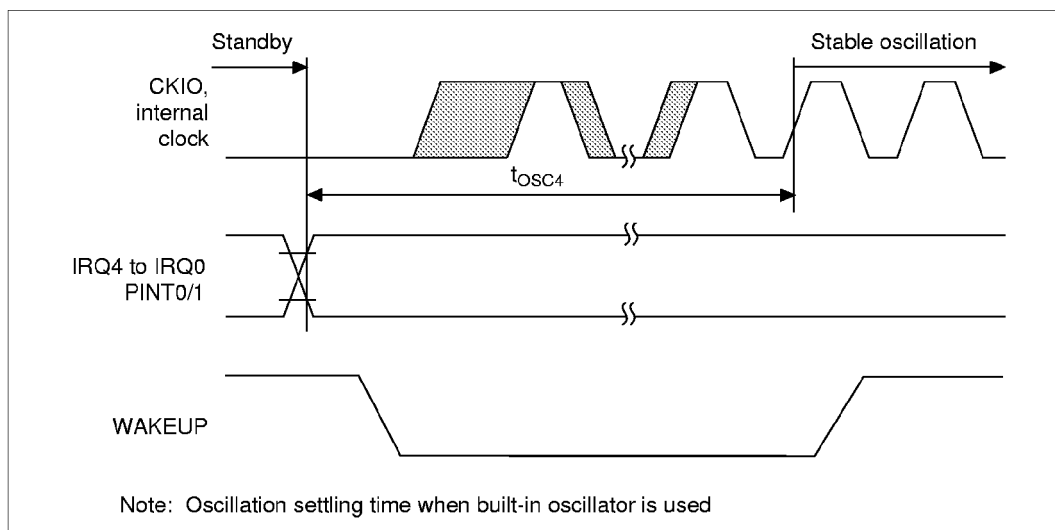 Standby
Stable oscillation
CKIO,
internal
clock
tOSC4
IRQ4 to IRQ0
PINT0/1
WAKEUP
Note: Oscillation settling time when built-in oscillator is used